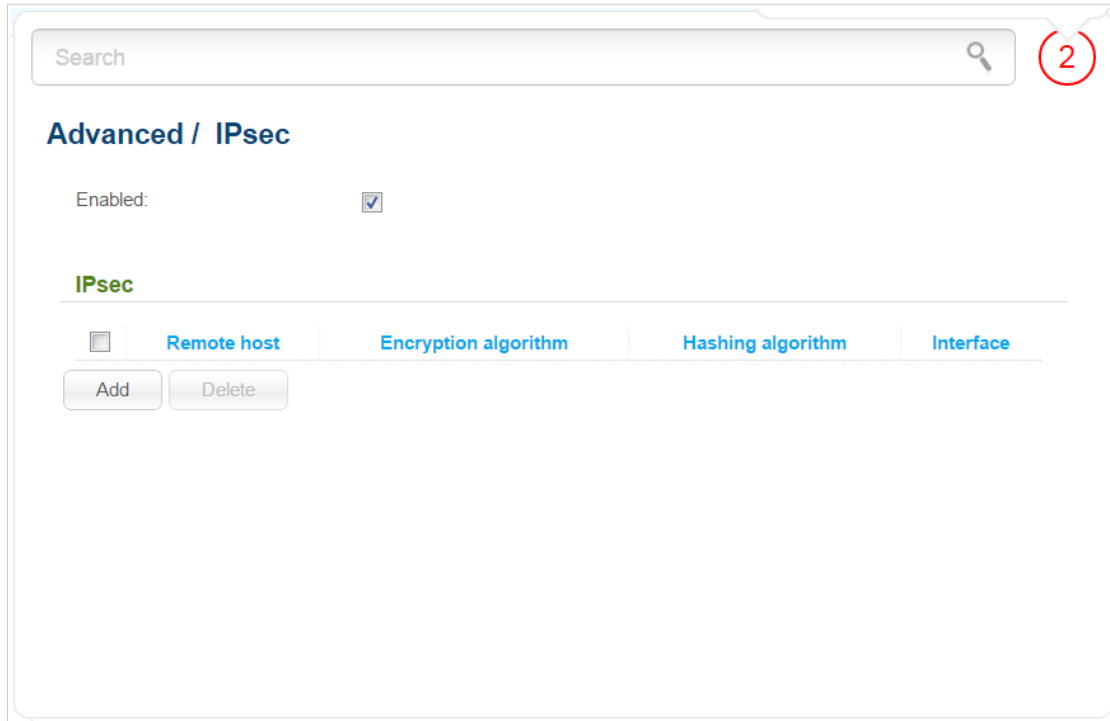 Search
2
Advanced / IPsec
Enabled:
IPsec
Remote host Encryption algorithm Hashing algorithm Interface
Add Delete